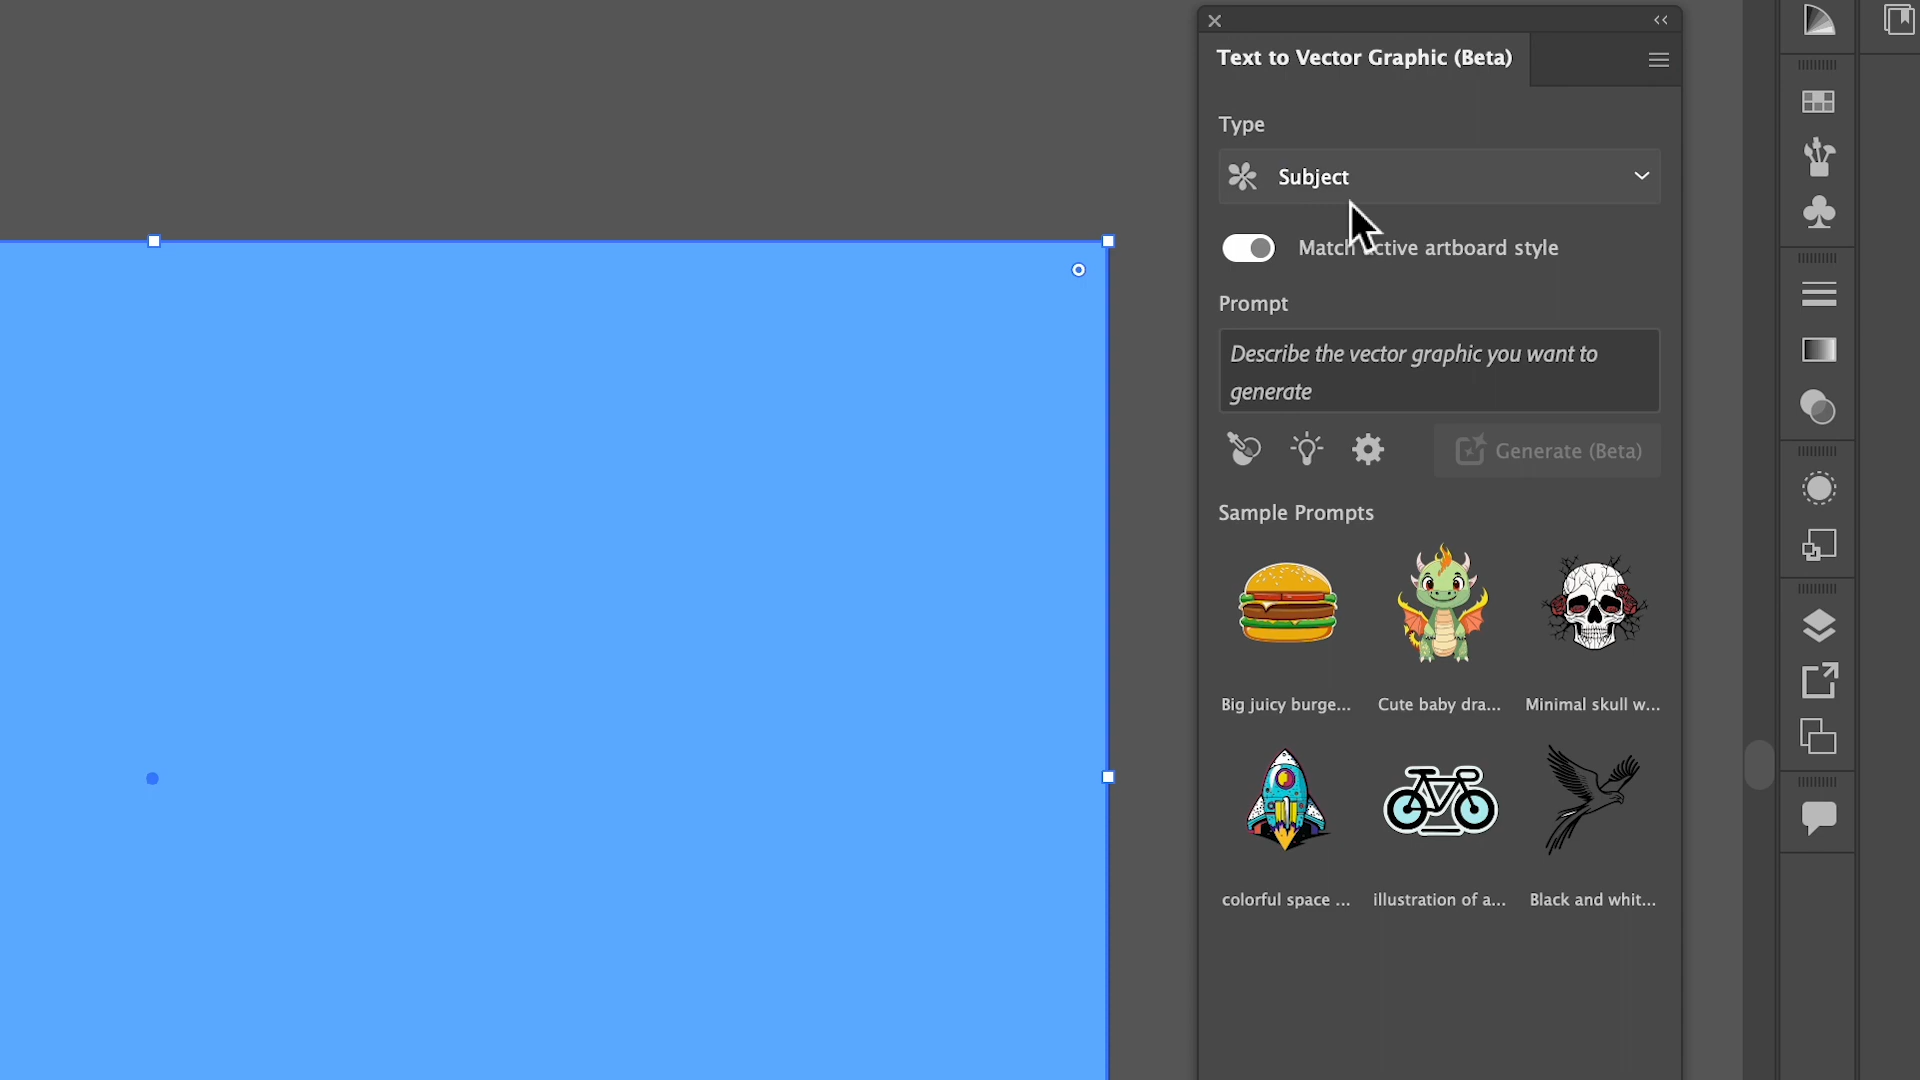 Text to Vector Graphic (Beta)
Type
Subject
Match active artboard style
Prompt
Describe the vector graphic you want to
generate
Generate (Beta)
Sample Prompts
Big juicy burge... Cute baby dra... Minimal skull w...
colorful space ... illustration of a... Black and whit...